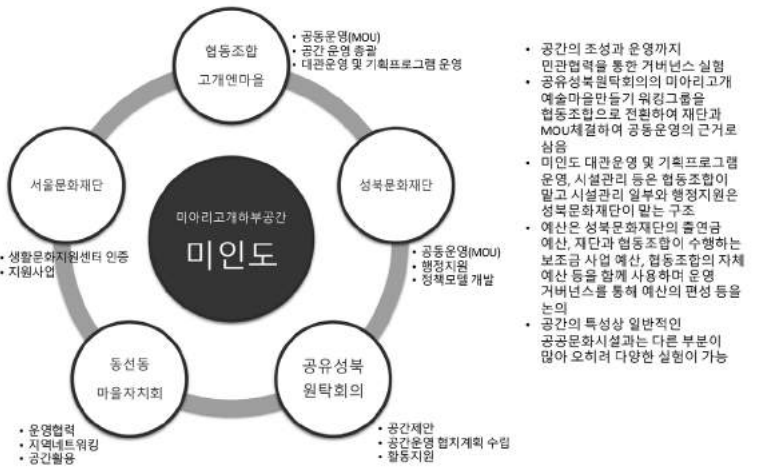 협동조합
고개엔마을
• 공동운영(MOU)
• 공간 운영 총괄
• 대관운영 및 기획프로그램 운영
서울문화재단
• 생활문화지원센터 인증
• 지원사업
성북문화재단
• 공동운영(MOU)
• 행정지원
• 정책모델 개발
미아리고개하부공간
미인도
동선동
마을자치회
• 운영협력
• 지역네트워킹
• 공간활용
공유성북
원탁회의
• 공간제안
• 공간운영 협치계획 수립
• 활동지원
• 공간의 조성과 운영까지
민관협력을 통한 거버넌스 실험
• 공유성북원탁회의의 미아리고개
예술마을만들기 워킹그룹을
협동조합으로 전환하여 재단과
MOU체결하여 공동운영의 근거로
삼음
• 미인도 대관운영 및 기획프로그램
운영, 시설관리 등은 협동조합이
맡고 시설관리 일부와 행정지원은
성북문화재단이 맡는 구조
• 예산은 성북문화재단의 출연금
예산, 재단과 협동조합이 수행하는
보조금 사업 예산, 협동조합의 자체
예산 등을 함께 사용하며 운영
거버넌스를 통해 예산의 편성 등을
논의
• 공간의 특성상 일반적인
공공문화시설과는 다른 부분이
많아 오히려 다양한 실험이 가능